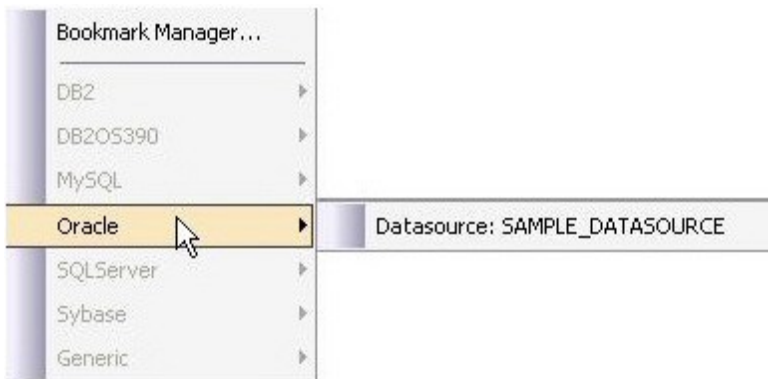 Bookmark Manager...
DB2
DB2OS390
MySQL
Oracle
Datasource: SAMPLE_DATASOURCE
SQLServer
Sybase
Generic